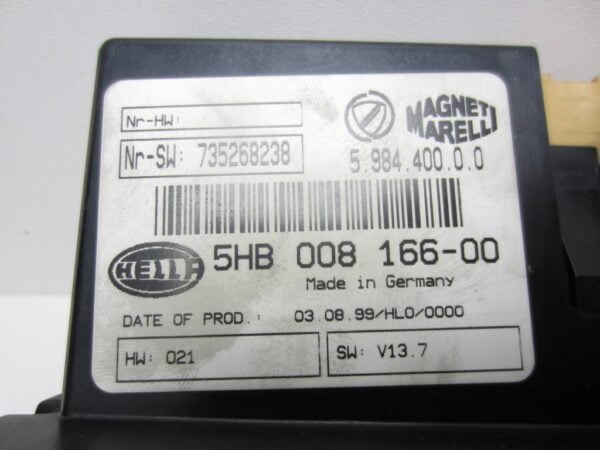 Nr-HW:
MAGNETI
MARELLI
Nr-SW: 735268238
5.984.400.0.0
HELLA
5HB 008 166-00
Made in Germany
DATE OF PROD.: 03.08.99/HLO/0000
HW: 021
SW: V13.7